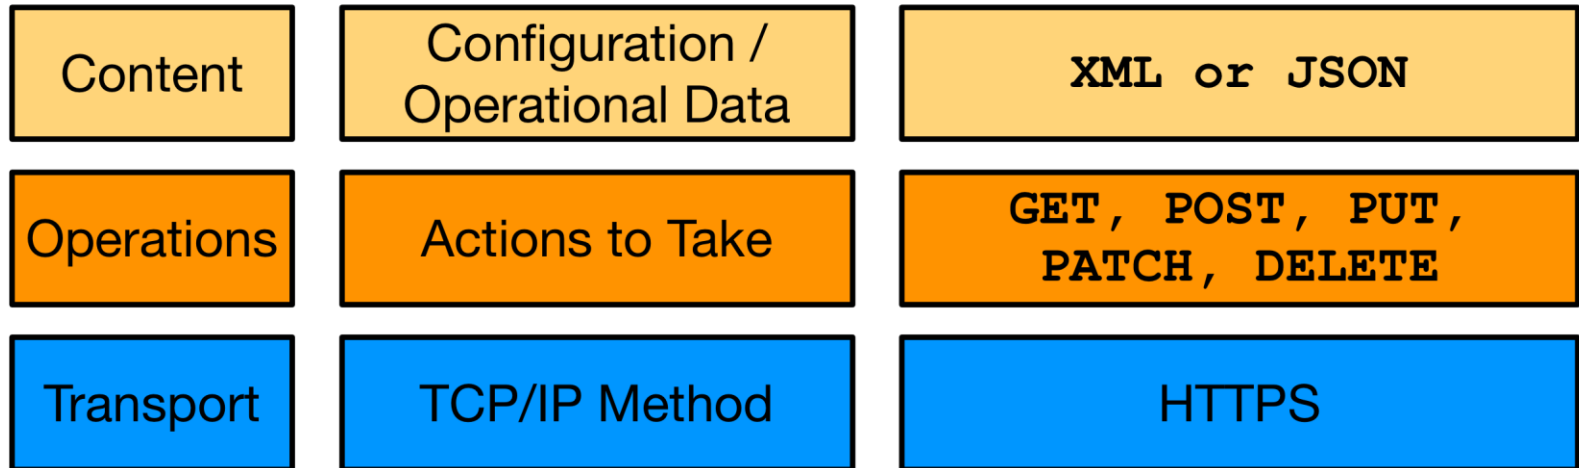 Content
Configuration /
Operational Data
XML or JSON
Operations
Actions to Take
GET, POST, PUT,
PATCH, DELETE
Transport
TCP/IP Method
HTTPS